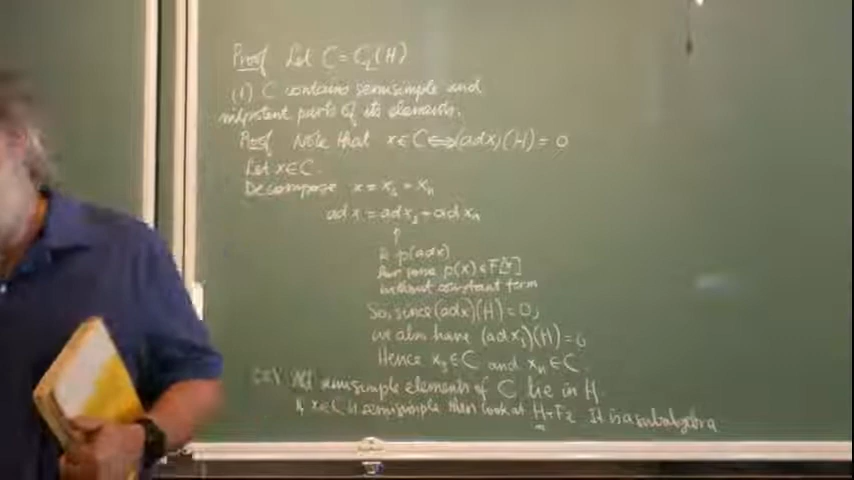 Proof Let C = C_L(H)
(1) C contains semisimple and
nilpotent parts of its elements.
Proof Note that x ∈ C ⟺ (ad x)(H) = 0
Let x ∈ C.
Decompose x = x_s + x_n
ad x = ad x_s + ad x_n
is p(ad x)
for some p(x) ∈ F[x]
without constant term
So, since (ad x)(H) = 0,
we also have (ad x_s)(H) = 0
Hence x_s ∈ C and x_n ∈ C.
All semisimple elements of C lie in H.
If x ∈ C is semisimple then look at H + Fx. It is a subalgebra